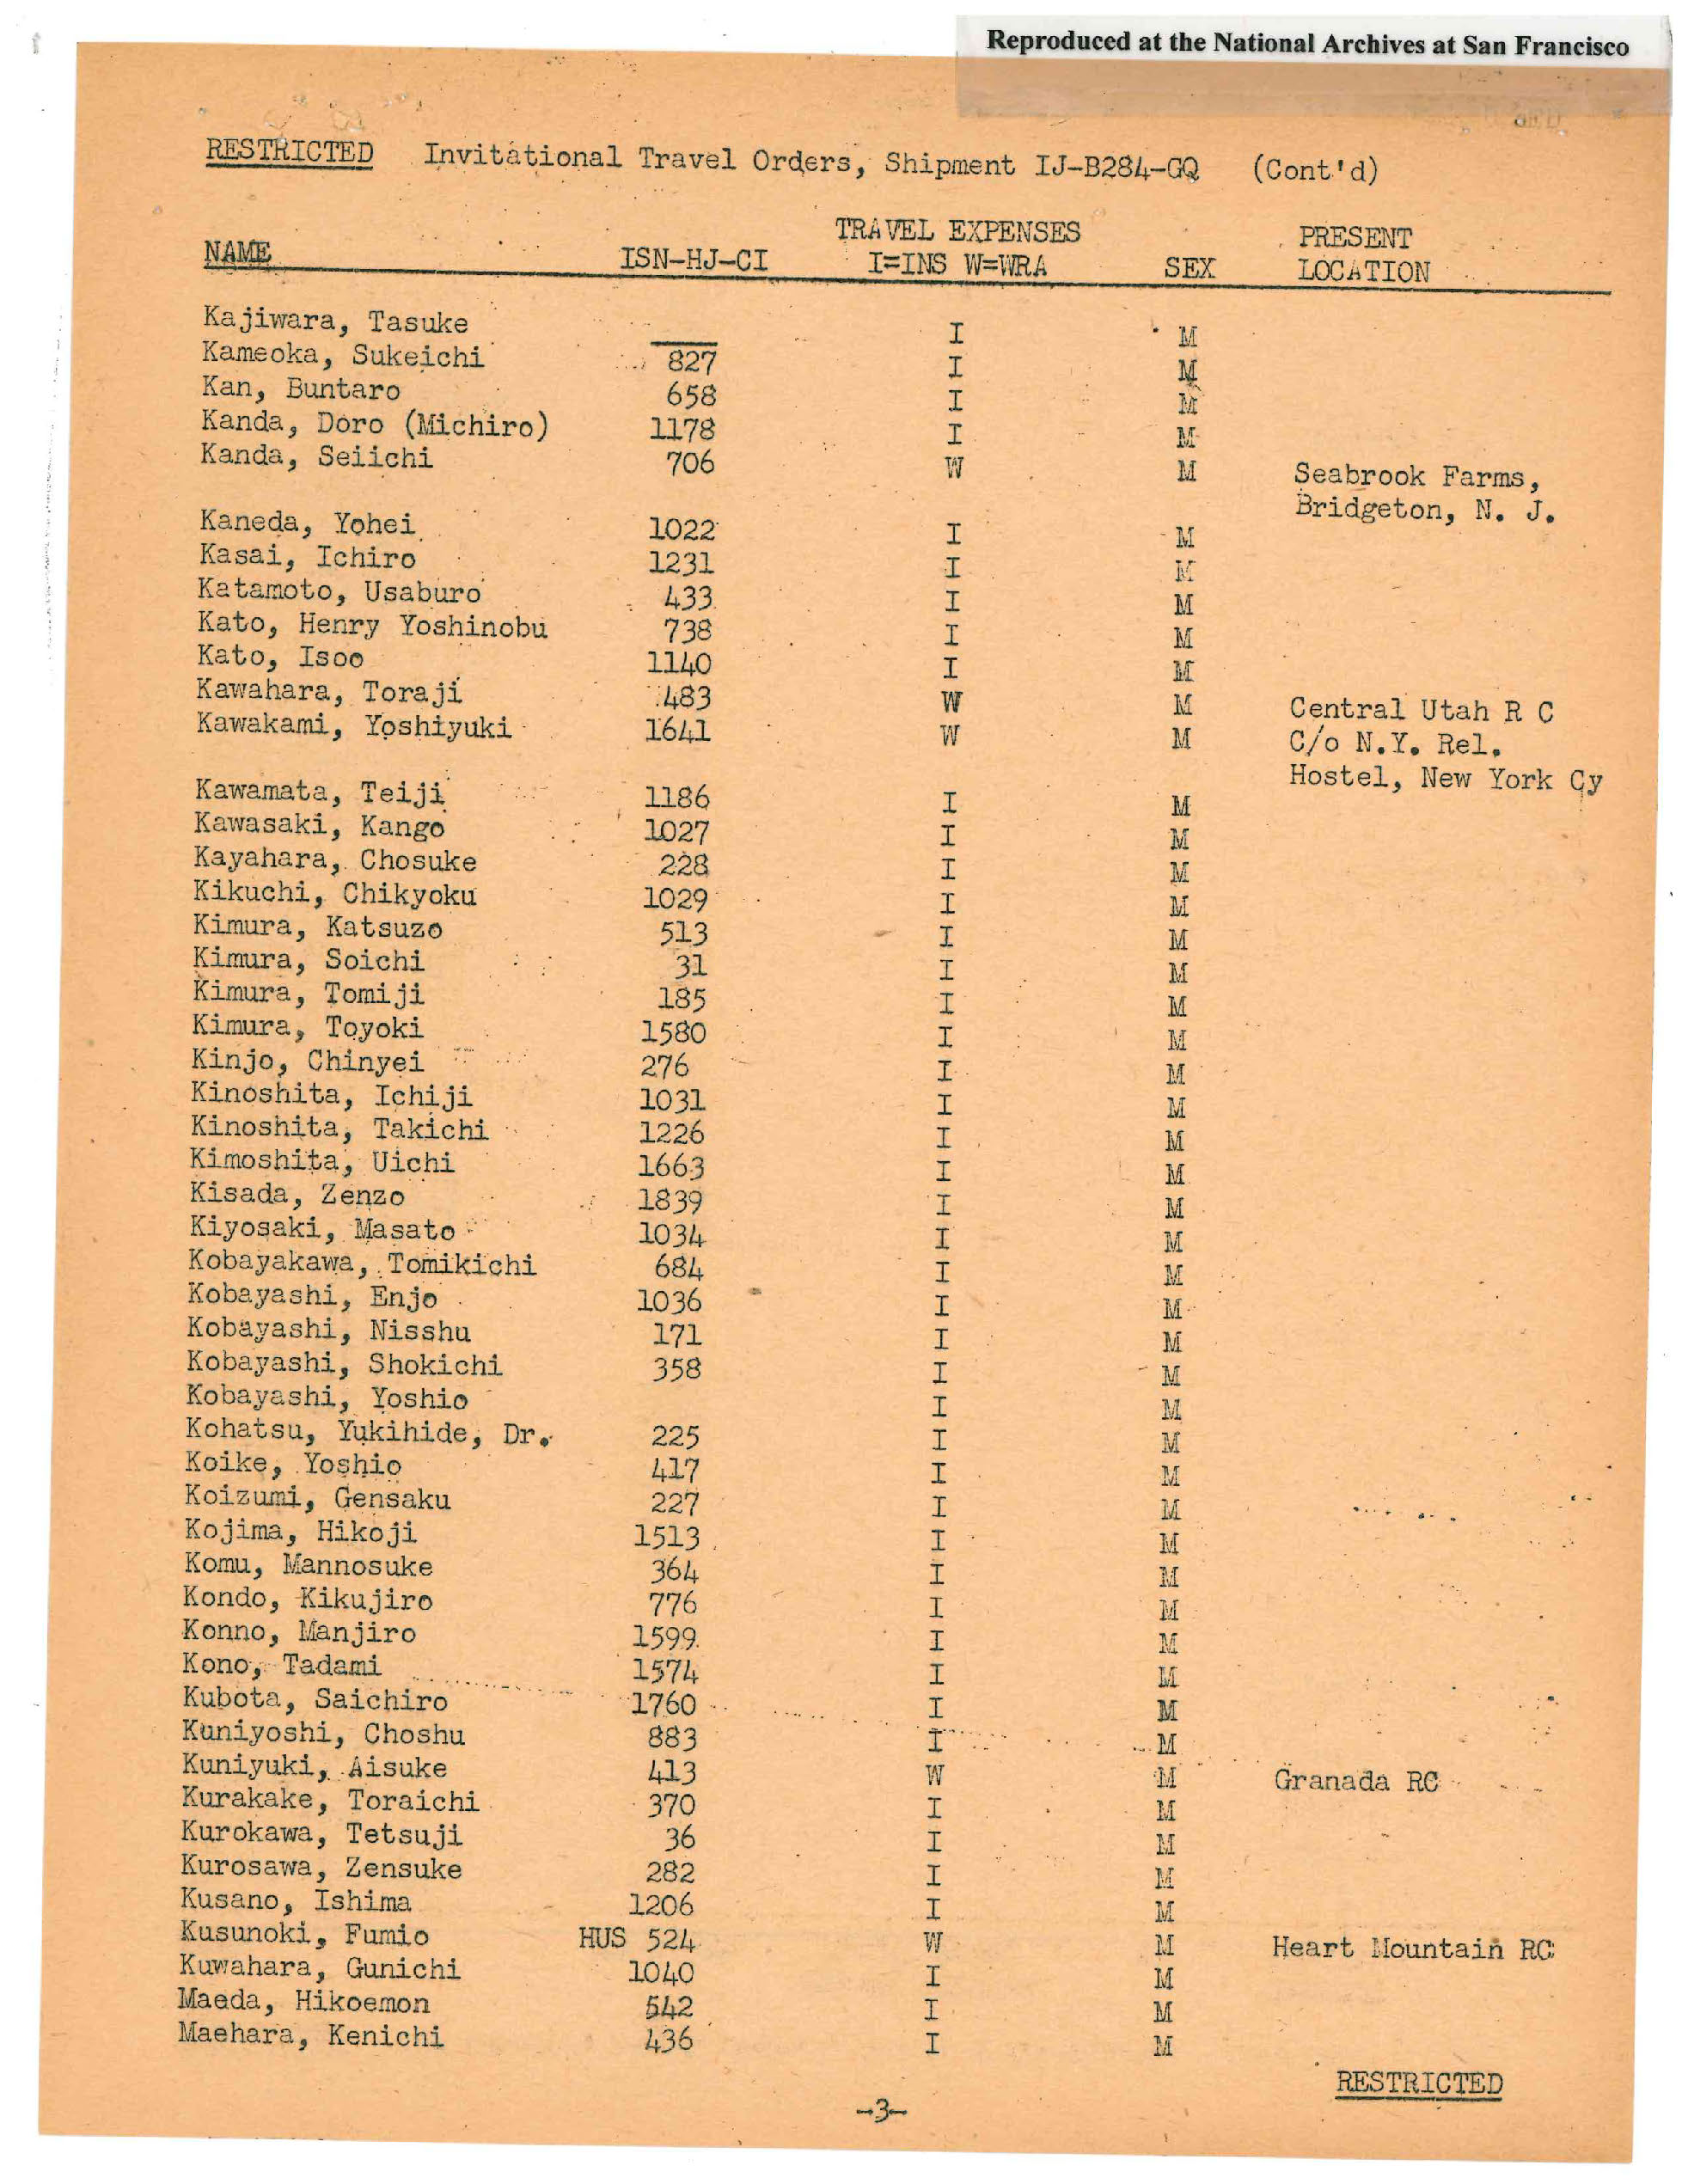 Reproduced at the National Archives at San Francisco
RESTRICTED Invitational Travel Orders, Shipment IJ-B284-GQ (Cont'd)
TRAVEL EXPENSES PRESENT
NAME ISN-HJ-CI I=INS W=WRA SEX LOCATION
Kajiwara, Tasuke I M
Kameoka, Sukeichi 827 I M
Kan, Buntaro 658 I M
Kanda, Doro (Michiro) 1178 I M
Kanda, Seiichi 706 W M Seabrook Farms,
Bridgeton, N. J.
Kaneda, Yohei 1022 I M
Kasai, Ichiro 1231 I M
Katamoto, Usaburo 433 I M
Kato, Henry Yoshinobu 738 I M
Kato, Isoo 1140 I M
Kawahara, Toraji 483 W M Central Utah R C
Kawakami, Yoshiyuki 1641 W M C/o N.Y. Rel.
Hostel, New York Cy
Kawamata, Teiji 1186 I M
Kawasaki, Kango 1027 I M
Kayahara, Chosuke 228 I M
Kikuchi, Chikyoku 1029 I M
Kimura, Katsuzo 513 I M
Kimura, Soichi 31 I M
Kimura, Tomiji 185 I M
Kimura, Toyoki 1580 I M
Kinjo, Chinyei 276 I M
Kinoshita, Ichiji 1031 I M
Kinoshita, Takichi 1226 I M
Kimoshita, Uichi 1663 I M
Kisada, Zenzo 1839 I M
Kiyosaki, Masato 1034 I M
Kobayakawa, Tomikichi 684 I M
Kobayashi, Enjo 1036 I M
Kobayashi, Nisshu 171 I M
Kobayashi, Shokichi 358 I M
Kobayashi, Yoshio I M
Kohatsu, Yukihide, Dr. 225 I M
Koike, Yoshio 417 I M
Koizumi, Gensaku 227 I M
Kojima, Hikoji 1513 I M
Komu, Mannosuke 364 I M
Kondo, Kikujiro 776 I M
Konno, Manjiro 1599 I M
Kono, Tadami 1574 I M
Kubota, Saichiro 1760 I M
Kuniyoshi, Choshu 883 I M
Kuniyuki, Aisuke 413 W M Granada RC
Kurakake, Toraichi 370 I M
Kurokawa, Tetsuji 36 I M
Kurosawa, Zensuke 282 I M
Kusano, Ishima 1206 I M
Kusunoki, Fumio HUS 524 W M Heart Mountain RC
Kuwahara, Gunichi 1040 I M
Maeda, Hikoemon 542 I M
Maehara, Kenichi 436 I M
RESTRICTED
-3-